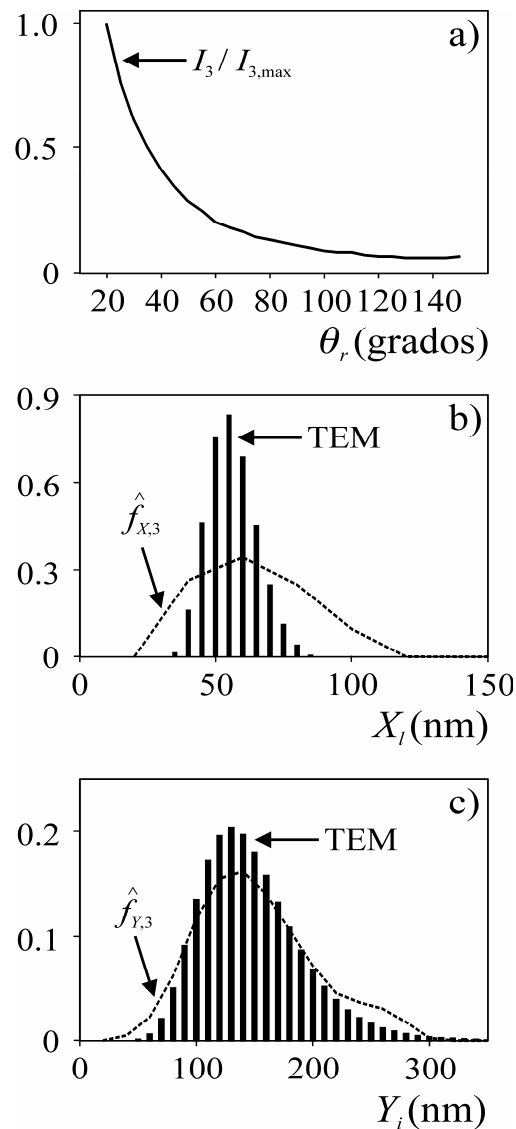 1.0
a)
I₃ / I₃,max
0.5
0
20 40 60 80 100 120 140
θᵣ (grados)
0.9
b)
TEM
0.6
f̂X,3
0.3
0
0 50 100 150
Xₗ (nm)
c)
0.2
TEM
f̂Y,3
0.1
0
0 100 200 300
Yᵢ (nm)